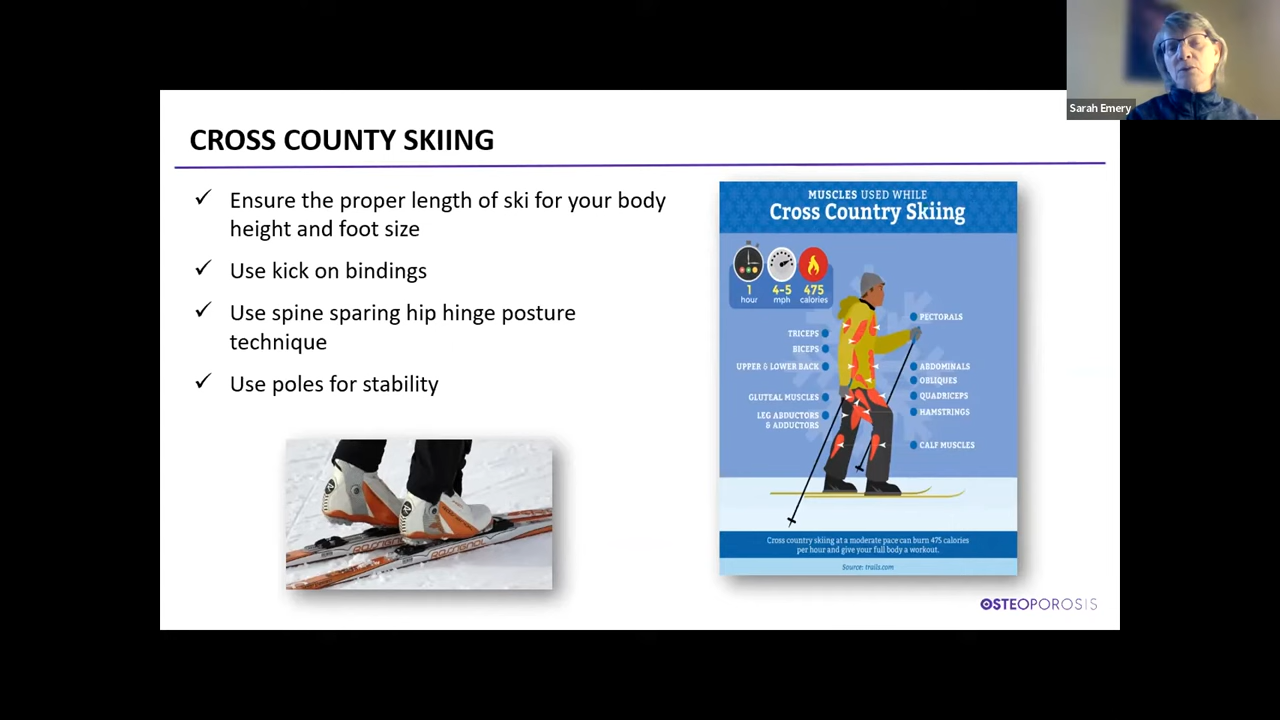 Sarah Emery
CROSS COUNTY SKIING
✓ Ensure the proper length of ski for your body
height and foot size
✓ Use kick on bindings
✓ Use spine sparing hip hinge posture
technique
✓ Use poles for stability
MUSCLES USED WHILE
Cross Country Skiing
1
hour
4-5
mph
475
calories
TRICEPS
BICEPS
UPPER & LOWER BACK
GLUTEAL MUSCLES
LEG ABDUCTORS
& ADDUCTORS
PECTORALS
ABDOMINALS
OBLIQUES
QUADRICEPS
HAMSTRINGS
CALF MUSCLES
Cross country skiing at a moderate pace can burn 475 calories
per hour and give your full body a workout.
Source: trails.com
OSTEOPOROSIS